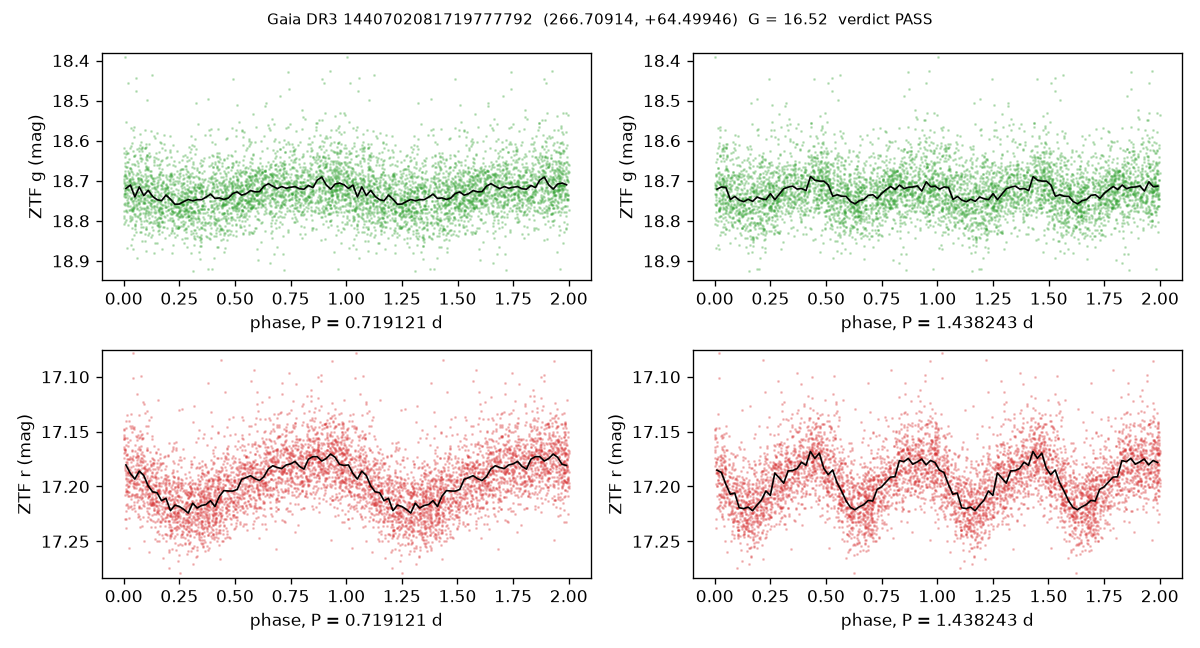 Gaia DR3 1440702081719777792 (266.70914, +64.49946) G = 16.52 verdict PASS
ZTF g (mag)
18.4
18.5
18.6
18.7
18.8
18.9
0.00 0.25 0.50 0.75 1.00 1.25 1.50 1.75 2.00
phase, P = 0.719121 d
ZTF g (mag)
18.4
18.5
18.6
18.7
18.8
18.9
0.00 0.25 0.50 0.75 1.00 1.25 1.50 1.75 2.00
phase, P = 1.438243 d
ZTF r (mag)
17.10
17.15
17.20
17.25
0.00 0.25 0.50 0.75 1.00 1.25 1.50 1.75 2.00
phase, P = 0.719121 d
ZTF r (mag)
17.10
17.15
17.20
17.25
0.00 0.25 0.50 0.75 1.00 1.25 1.50 1.75 2.00
phase, P = 1.438243 d